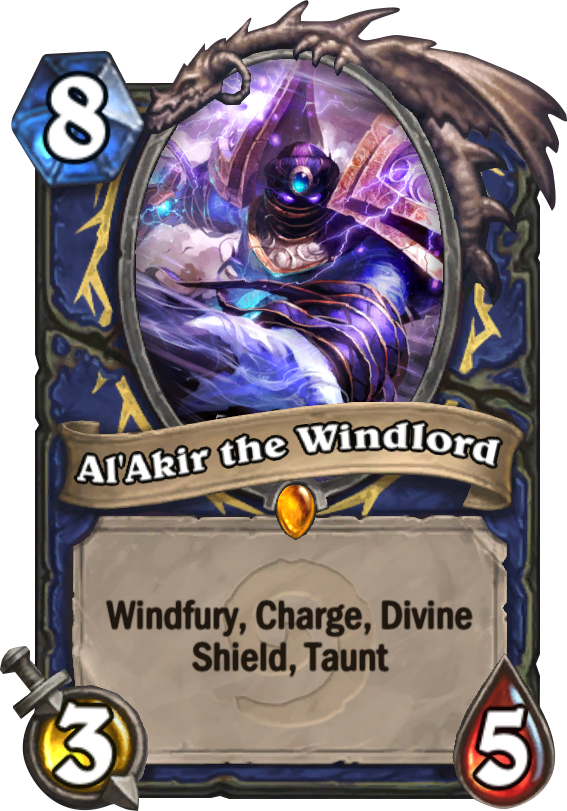 8
Al'Akir the Windlord
Windfury, Charge, Divine
Shield, Taunt
3
5